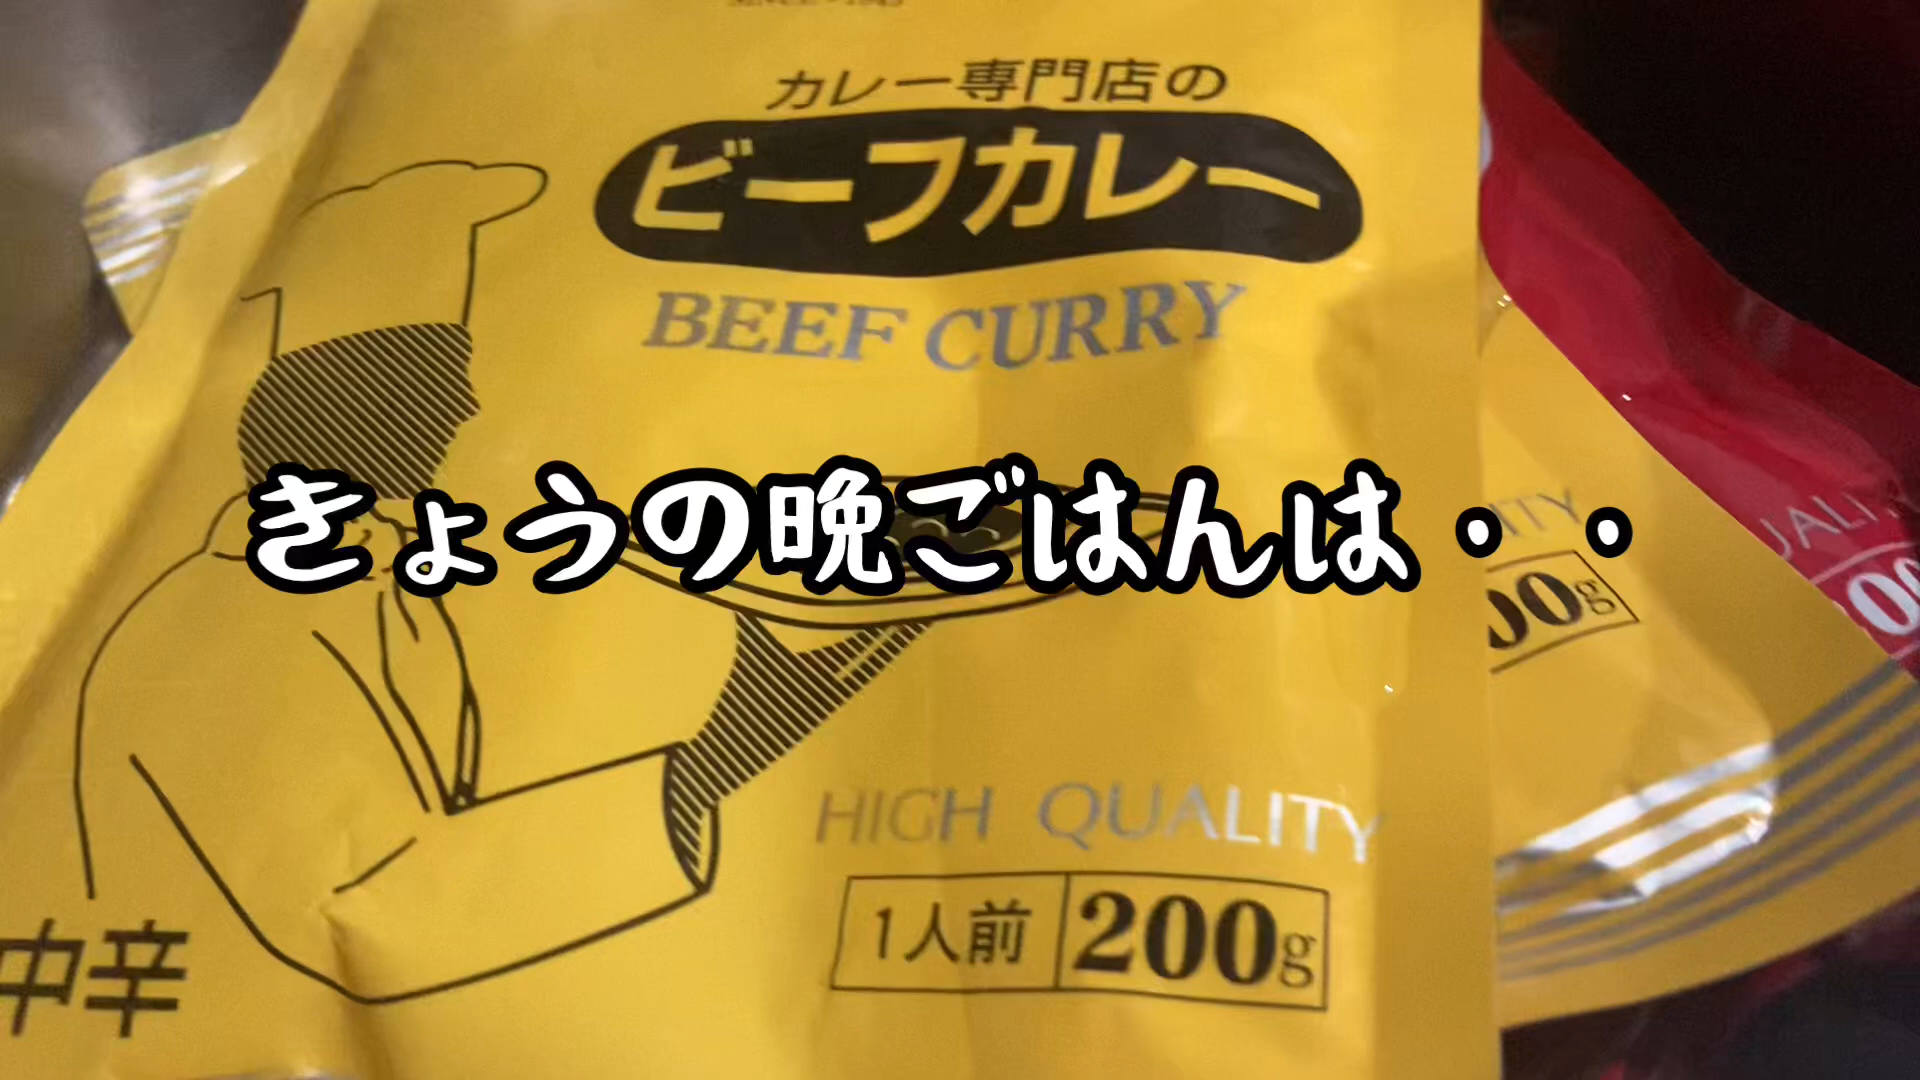 カレー専門店の
ビーフカレー
BEEF CURRY
きょうの晩ごはんは・・
HIGH QUALITY
1人前 200g
中辛